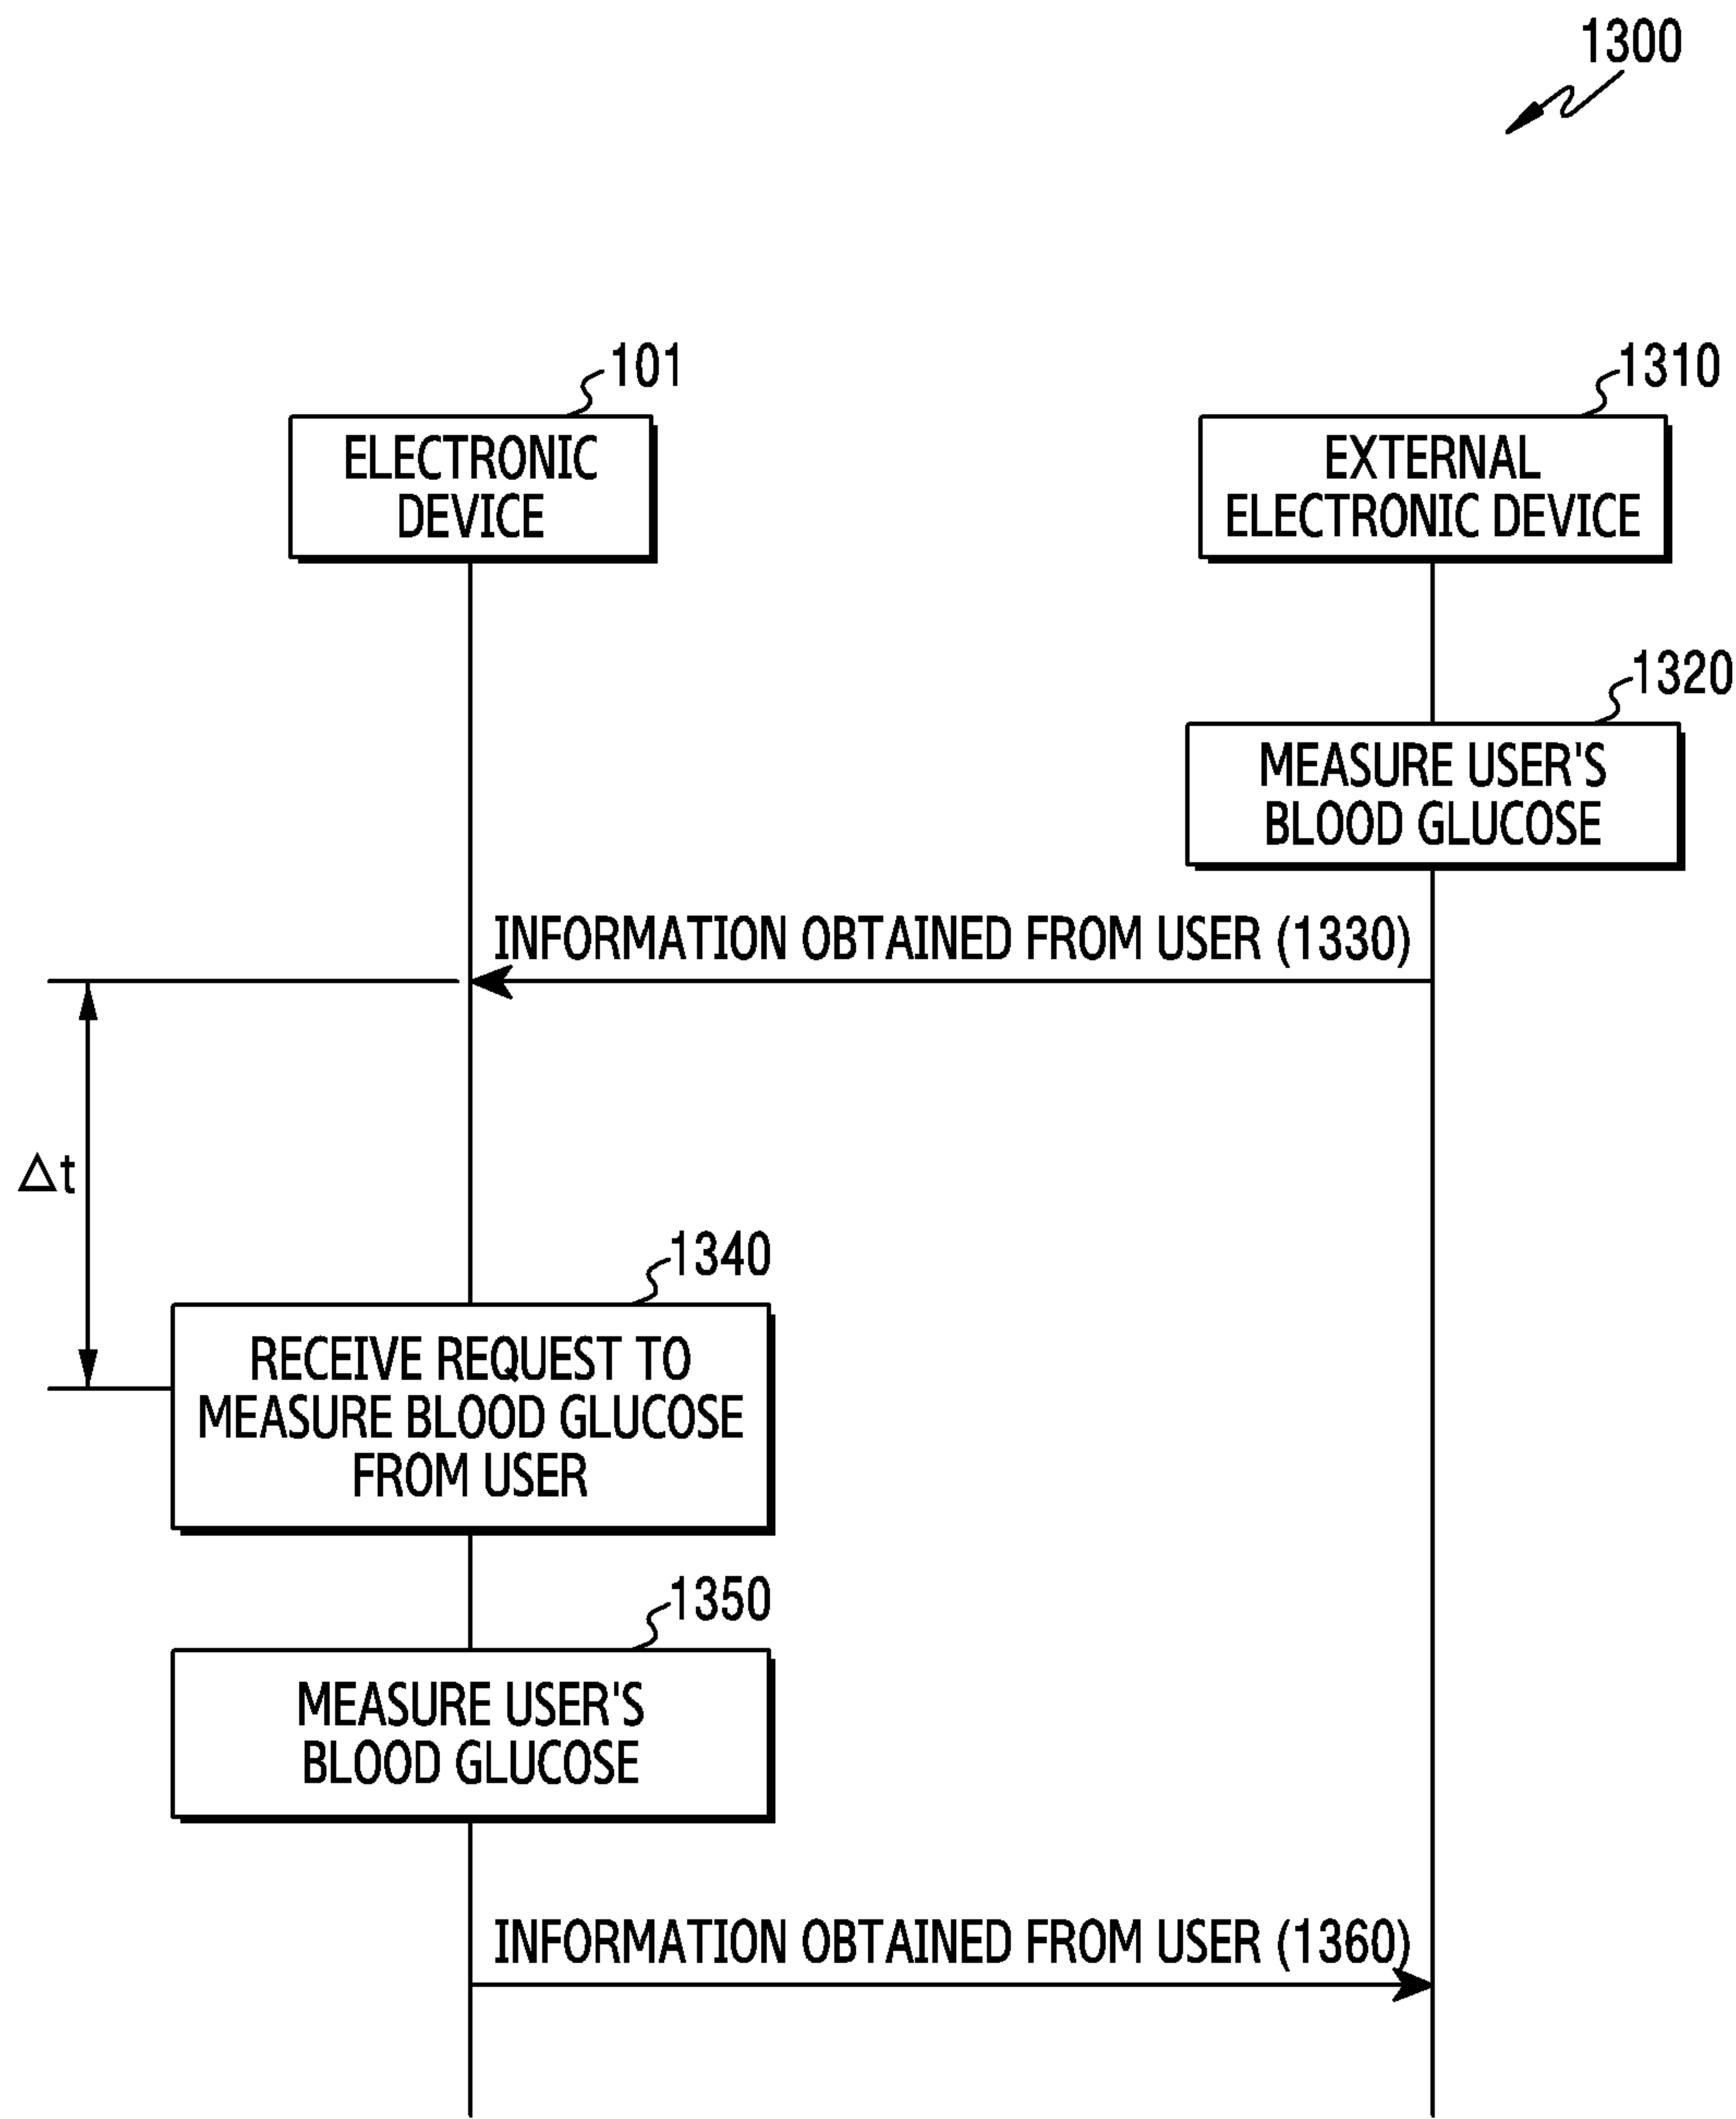 1300
101
1310
ELECTRONIC
DEVICE
EXTERNAL
ELECTRONIC DEVICE
1320
MEASURE USER'S
BLOOD GLUCOSE
INFORMATION OBTAINED FROM USER (1330)
Δt
1340
RECEIVE REQUEST TO
MEASURE BLOOD GLUCOSE
FROM USER
1350
MEASURE USER'S
BLOOD GLUCOSE
INFORMATION OBTAINED FROM USER (1360)